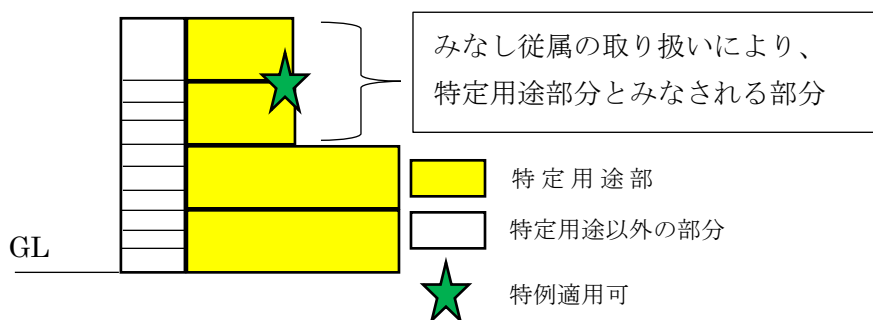 みなし従属の取り扱いにより、
特定用途部分とみなされる部分
特定用途部
特定用途以外の部分
GL
特例適用可